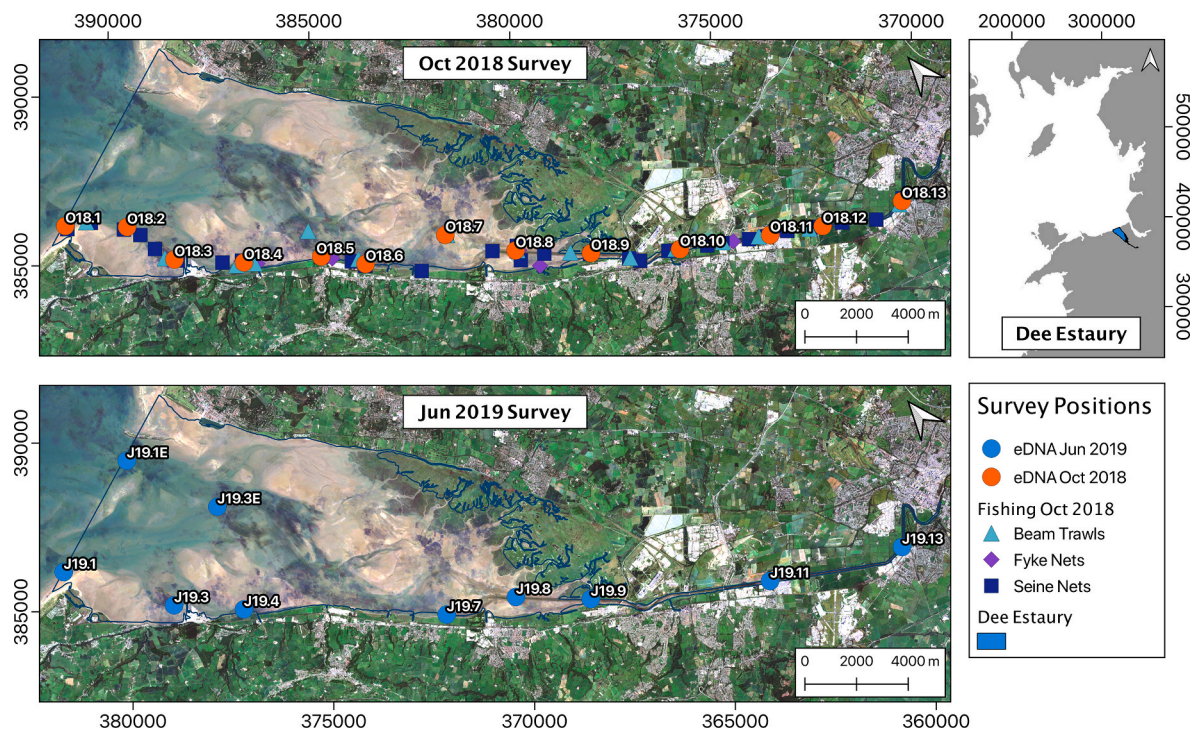 390000 385000 380000 375000 370000
200000 300000
Oct 2018 Survey
390000
385000
O18.1
O18.2
O18.3
O18.4
O18.5
O18.6
O18.7
O18.8
O18.9
O18.10
O18.11
O18.12
O18.13
0 2000 4000 m
500000
400000
300000
Dee Estaury
Jun 2019 Survey
390000
385000
J19.1E
J19.3E
J19.1
J19.3
J19.4
J19.7
J19.8
J19.9
J19.11
J19.13
0 2000 4000 m
380000 375000 370000 365000 360000
Survey Positions
eDNA Jun 2019
eDNA Oct 2018
Fishing Oct 2018
Beam Trawls
Fyke Nets
Seine Nets
Dee Estaury